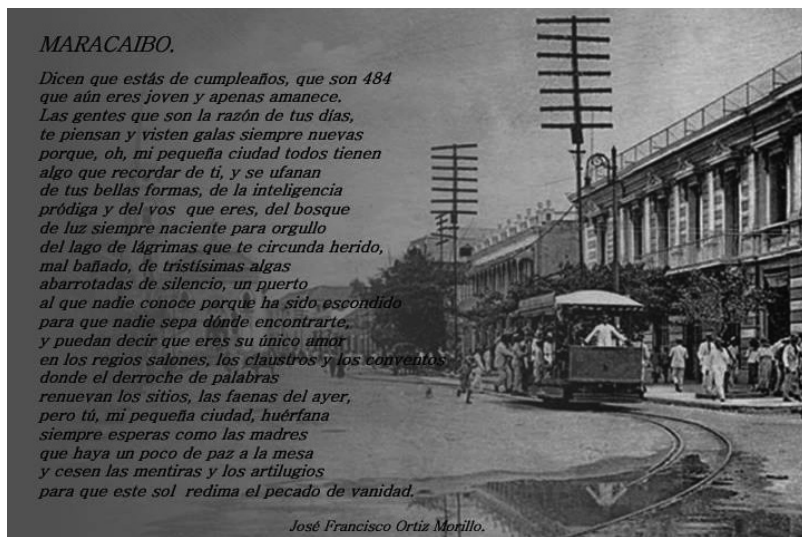 MARACAIBO.
Dicen que estás de cumpleaños, que son 484
que aún eres joven y apenas amanece.
Las gentes que son la razón de tus días,
te piensan y visten galas siempre nuevas
porque, oh, mi pequeña ciudad todos tienen
algo que recordar de ti, y se ufanan
de tus bellas formas, de la inteligencia
pródiga y del vos que eres, del bosque
de luz siempre naciente para orgullo
del lago de lágrimas que te circunda herido,
mal bañado, de tristísimas algas
abarrotadas de silencio, un puerto
al que nadie conoce porque ha sido escondido
para que nadie sepa dónde encontrarte,
y puedan decir que eres su único amor
en los regios salones, los claustros y los conventos
donde el derroche de palabras
renuevan los sitios, las faenas del ayer,
pero tú, mi pequeña ciudad, huérfana
siempre esperas como las madres
que haya un poco de paz a la mesa
y cesen las mentiras y los artilugios
para que este sol redima el pecado de vanidad.
José Francisco Ortiz Morillo.